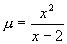 μ = x² / (x − 2)